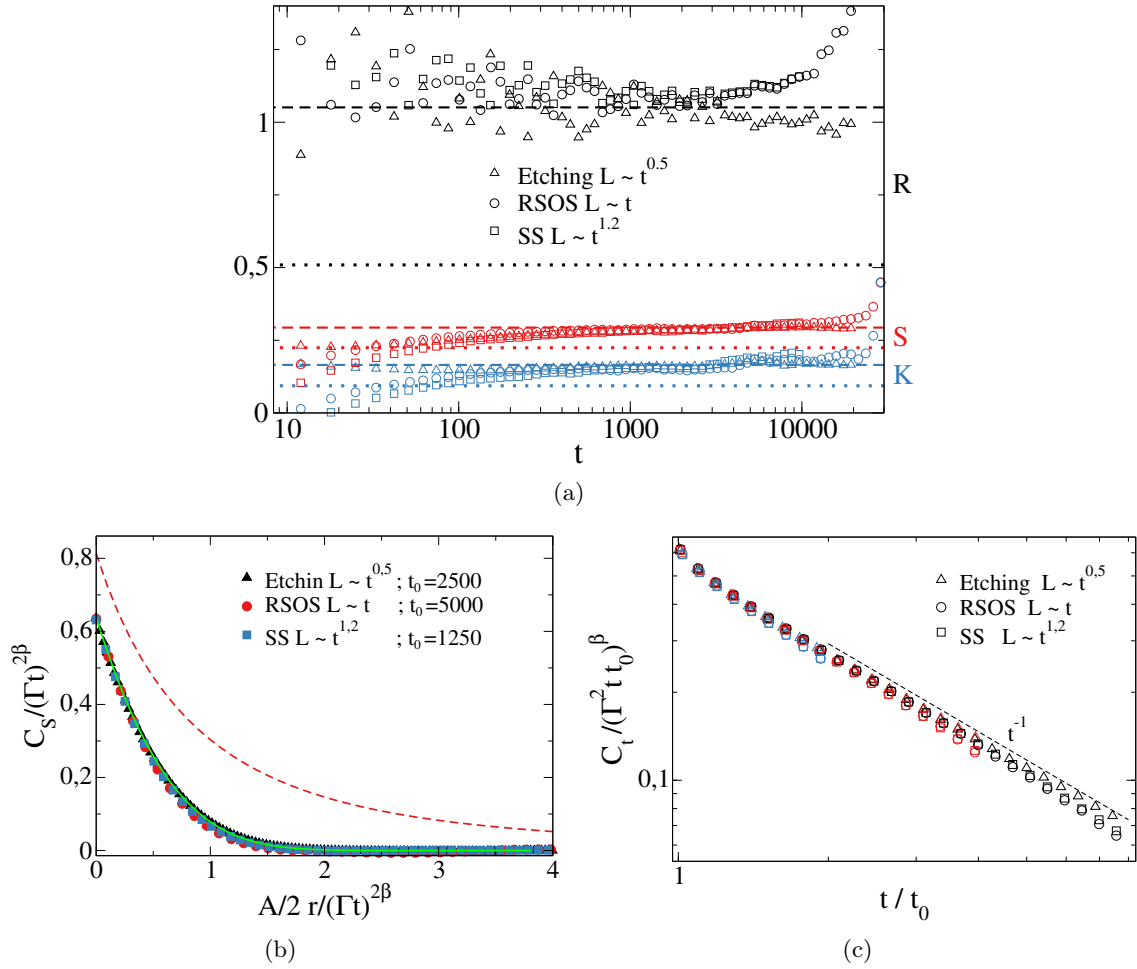 1
0,5
0
R
S
K
Etching L ~ t^0.5
RSOS L ~ t
SS L ~ t^1.2
10 100 1000 10000
t
(a)
0.8
0.6
0.4
0.2
0
C_S/(Γt)^2β
Etchin L ~ t^0,5 ; t_0=2500
RSOS L ~ t ; t_0=5000
SS L ~ t^1,2 ; t_0=1250
0 1 2 3 4
A/2 r/(Γt)^2β
(b)
C_t/(Γ^2 t t_0)^β
0,1
Etching L ~ t^0,5
RSOS L ~ t
SS L ~ t^1,2
t^-1
1
t / t_0
(c)